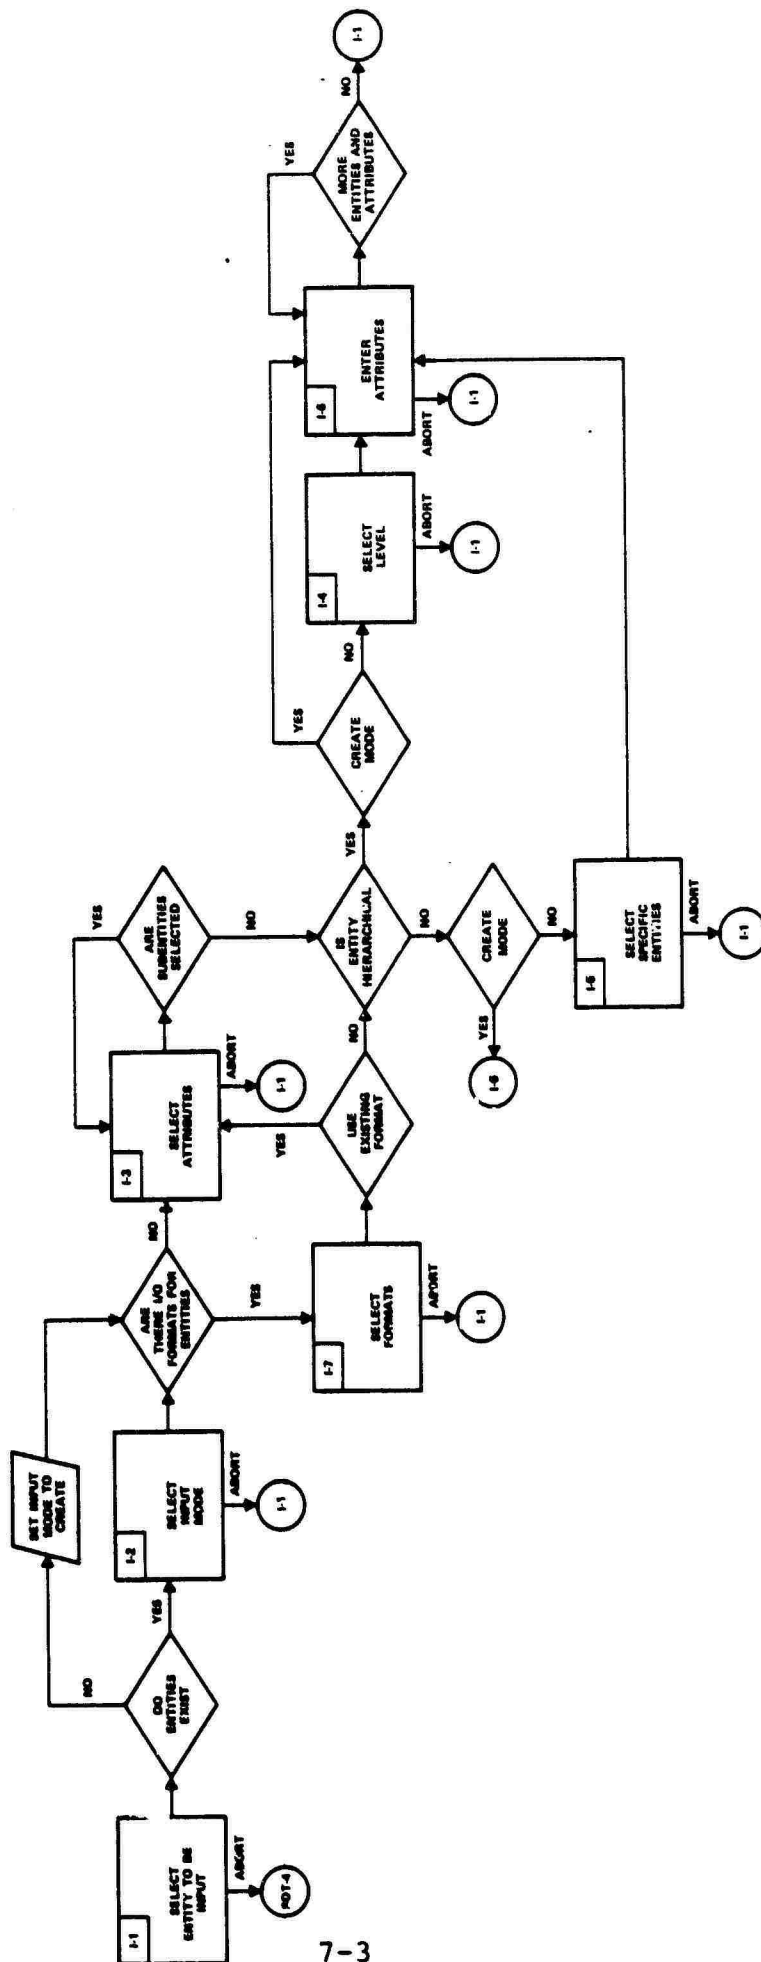 I-1
SELECT
ENTITY TO BE
INPUT
ABORT
RDT-4
DO
ENTITIES
EXIST
NO
SET INPUT
MODE TO
CREATE
YES
I-2
SELECT
INPUT
MODE
ABORT
I-1
ARE
THERE I/O
FORMATS FOR
ENTITIES
NO
YES
I-3
SELECT
ATTRIBUTES
ABORT
I-1
ARE
SUBENTITIES
SELECTED
YES
NO
I-7
SELECT
FORMATS
ABORT
I-1
USE
EXISTING
FORMAT
YES
NO
IS
ENTITY
HIERARCHICAL
YES
NO
CREATE
MODE
YES
NO
I-4
SELECT
LEVEL
ABORT
I-1
CREATE
MODE
YES
I-6
NO
I-5
SELECT
SPECIFIC
ENTITIES
ABORT
I-1
I-6
ENTER
ATTRIBUTES
ABORT
I-1
MORE
ENTITIES AND
ATTRIBUTES
YES
NO
I-1
7-3